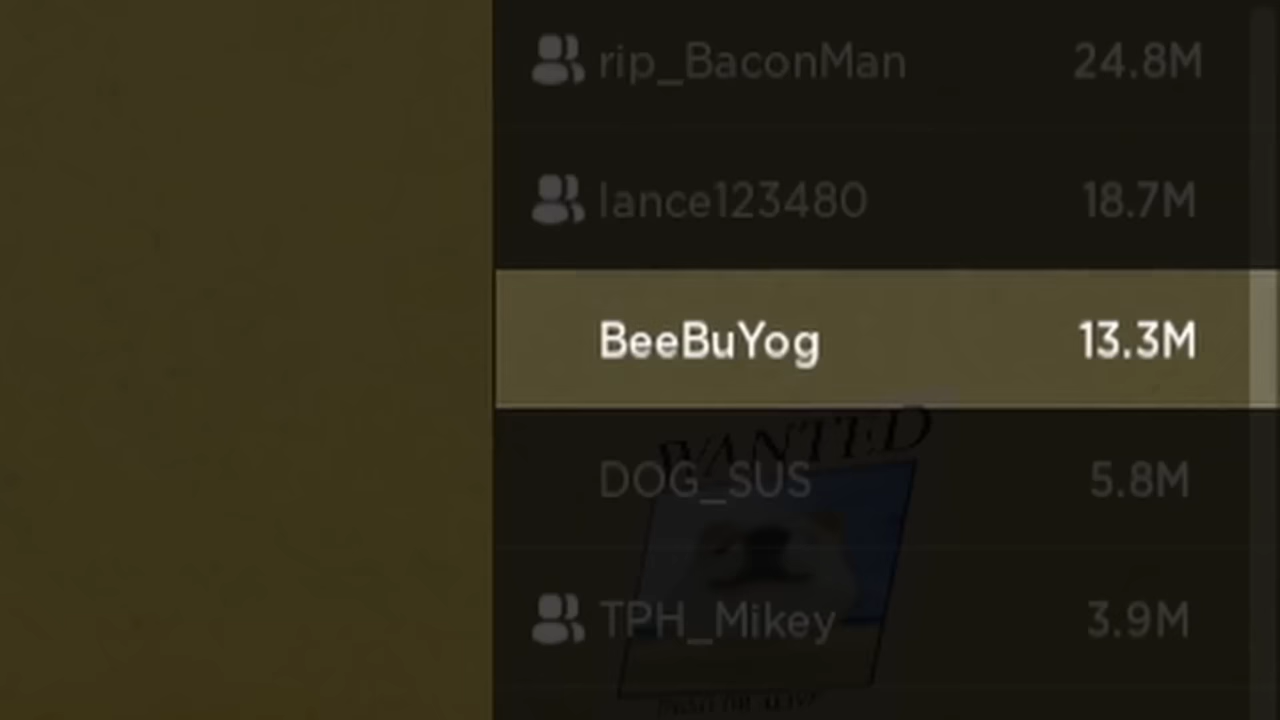 rip_BaconMan 24.8M
lance123480 18.7M
BeeBuYog 13.3M
WANTED
DOG_SUS 5.8M
TPH_Mikey 3.9M